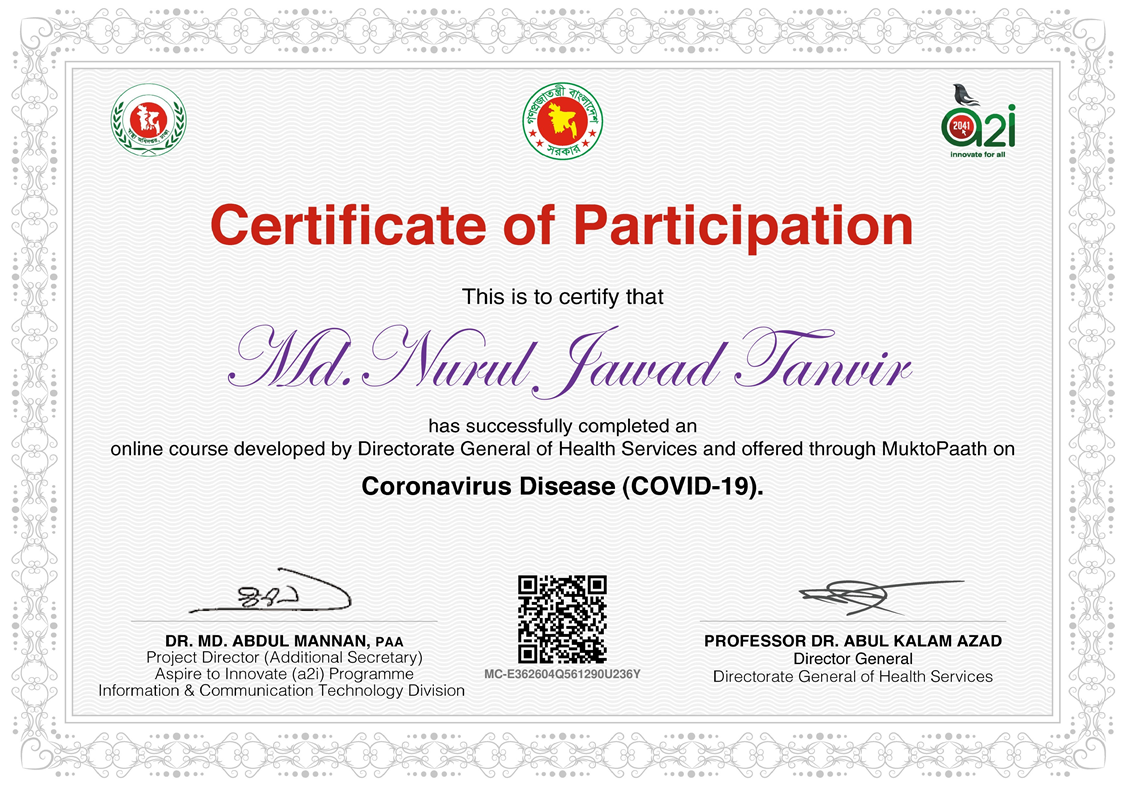 গণপ্রজাতন্ত্রী বাংলাদেশ
সরকার
স্বাস্থ্য অধিদপ্তর, ঢাকা
2041
a2i
innovate for all
Certificate of Participation
This is to certify that
Md. Nurul Jawad Tanvir
has successfully completed an
online course developed by Directorate General of Health Services and offered through MuktoPaath on
Coronavirus Disease (COVID-19).
DR. MD. ABDUL MANNAN, PAA
Project Director (Additional Secretary)
Aspire to Innovate (a2i) Programme
Information & Communication Technology Division
MC-E362604Q561290U236Y
PROFESSOR DR. ABUL KALAM AZAD
Director General
Directorate General of Health Services